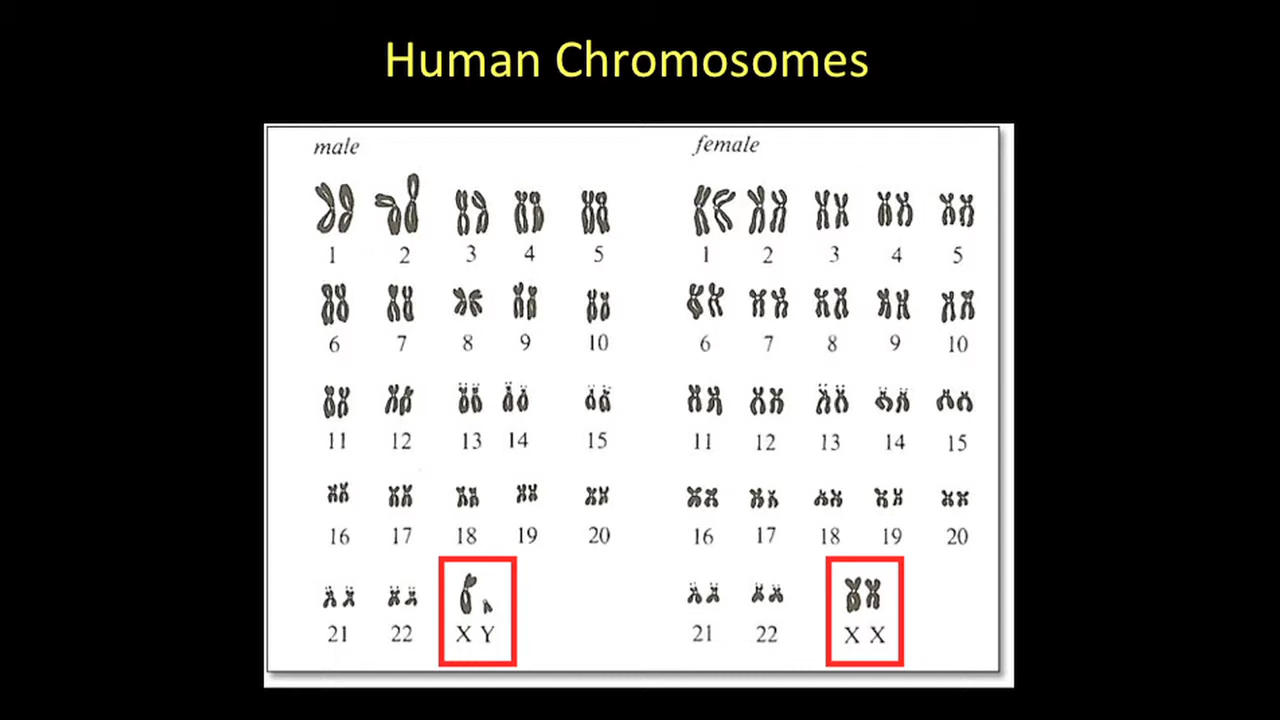 Human Chromosomes
male
1 2 3 4 5
6 7 8 9 10
11 12 13 14 15
16 17 18 19 20
21 22 X Y
female
1 2 3 4 5
6 7 8 9 10
11 12 13 14 15
16 17 18 19 20
21 22 X X